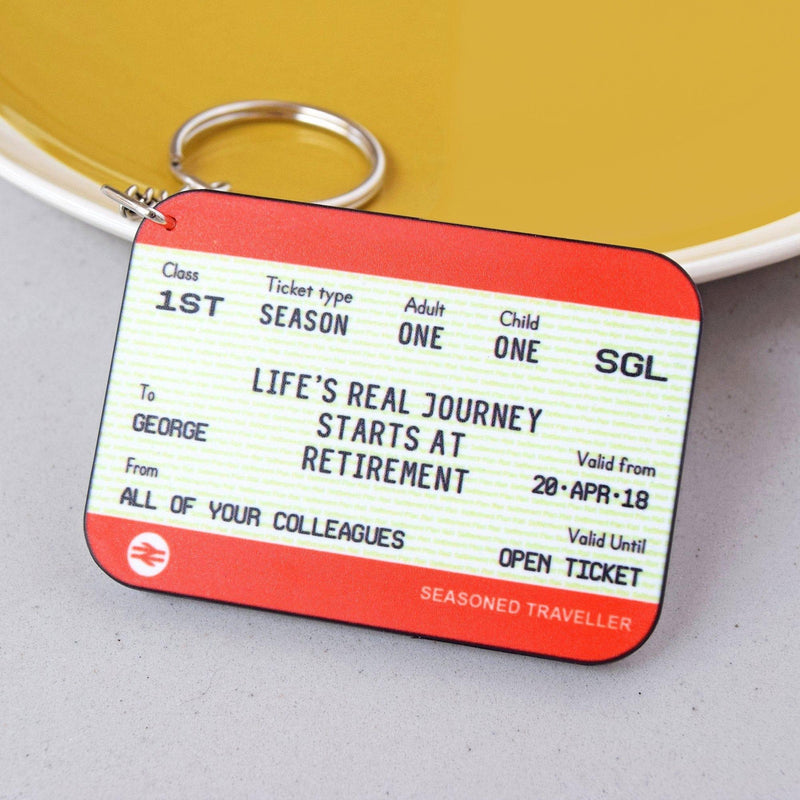 Class Ticket type Adult Child
1ST SEASON ONE ONE SGL
LIFE'S REAL JOURNEY
STARTS AT
RETIREMENT
To
GEORGE
From
ALL OF YOUR COLLEAGUES
Valid from
20·APR·18
Valid Until
OPEN TICKET
SEASONED TRAVELLER